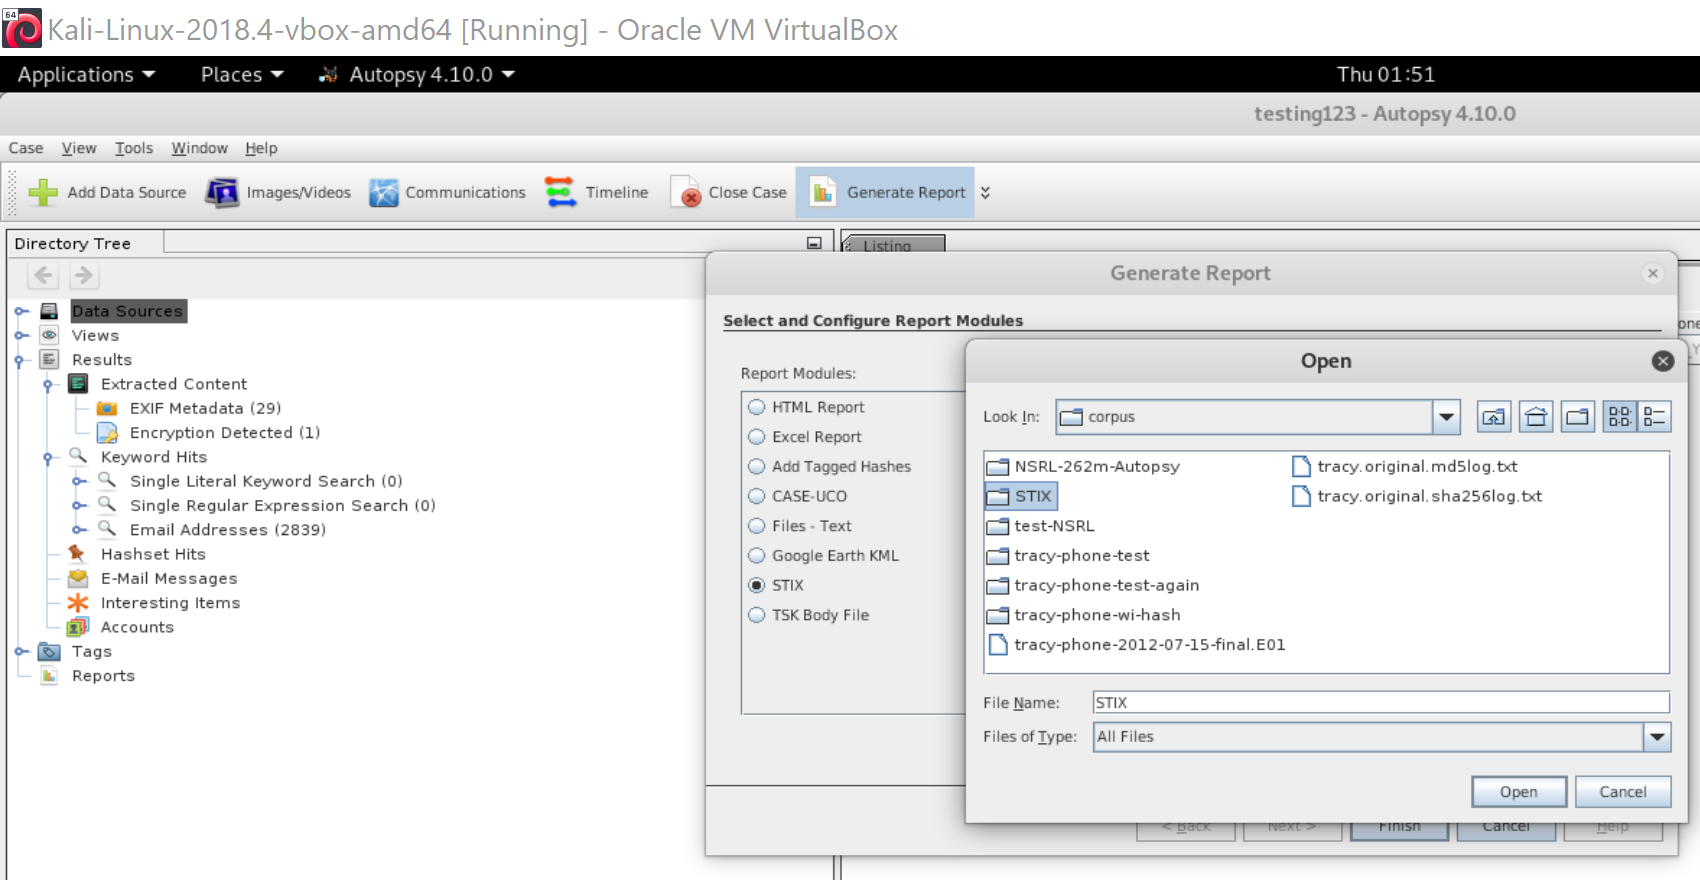 64
Kali-Linux-2018.4-vbox-amd64 [Running] - Oracle VM VirtualBox
Applications Places Autopsy 4.10.0 Thu 01:51
testing123 - Autopsy 4.10.0
Case View Tools Window Help
Add Data Source Images/Videos Communications Timeline Close Case Generate Report
Directory Tree
Listing
Data Sources
Views
Results
Extracted Content
EXIF Metadata (29)
Encryption Detected (1)
Keyword Hits
Single Literal Keyword Search (0)
Single Regular Expression Search (0)
Email Addresses (2839)
Hashset Hits
E-Mail Messages
Interesting Items
Accounts
Tags
Reports
Generate Report
Select and Configure Report Modules
Report Modules:
HTML Report
Excel Report
Add Tagged Hashes
CASE-UCO
Files - Text
Google Earth KML
STIX
TSK Body File
Open
Look In: corpus
NSRL-262m-Autopsy
STIX
test-NSRL
tracy-phone-test
tracy-phone-test-again
tracy-phone-wi-hash
tracy-phone-2012-07-15-final.E01
tracy.original.md5log.txt
tracy.original.sha256log.txt
File Name: STIX
Files of Type: All Files
Open Cancel
< Back Next > Finish Cancel Help